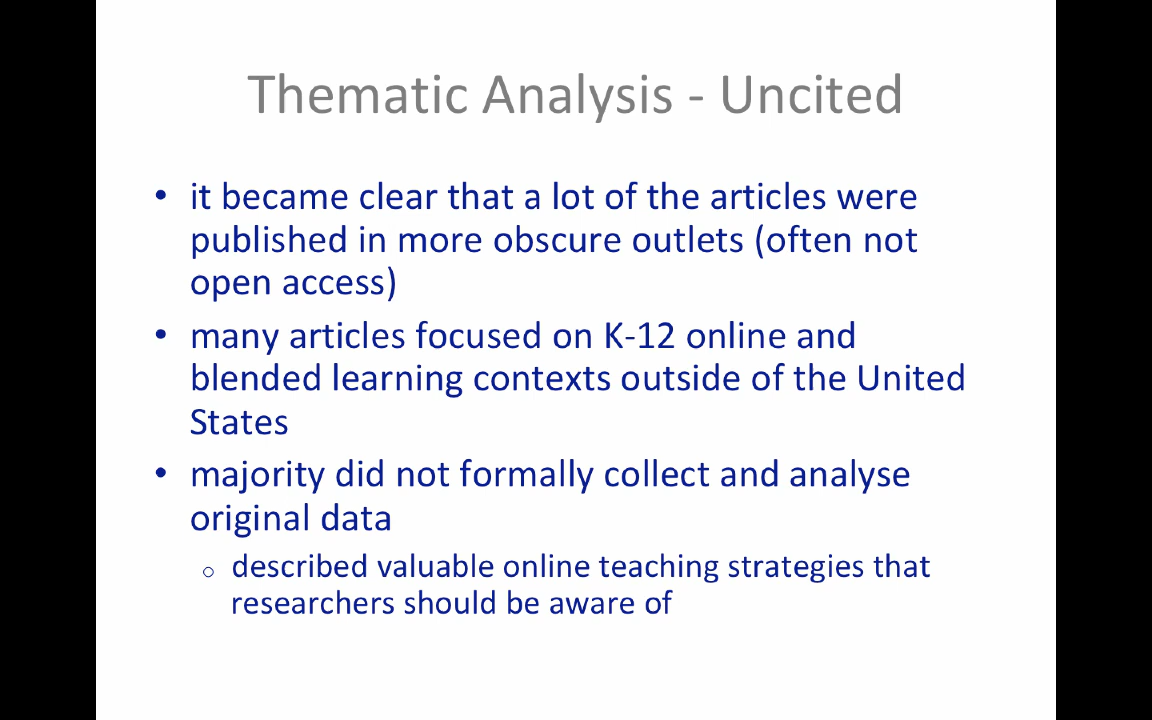 Thematic Analysis - Uncited
• it became clear that a lot of the articles were
published in more obscure outlets (often not
open access)
• many articles focused on K-12 online and
blended learning contexts outside of the United
States
• majority did not formally collect and analyse
original data
○ described valuable online teaching strategies that
researchers should be aware of